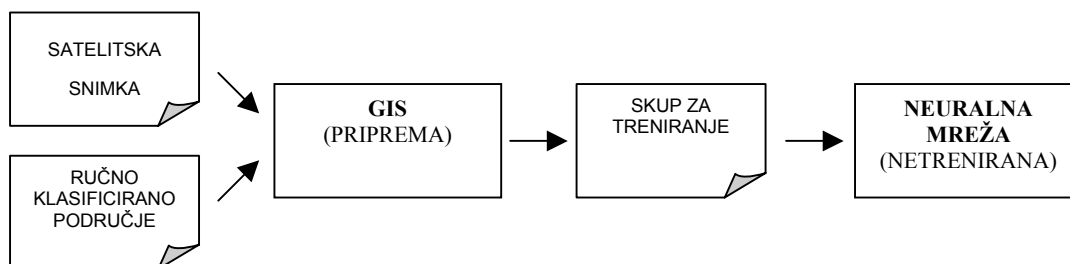 SATELITSKA
SNIMKA
RUČNO
KLASIFICIRANO
PODRUČJE
GIS
(PRIPREMA)
SKUP ZA
TRENIRANJE
NEURALNA
MREŽA
(NETRENIRANA)